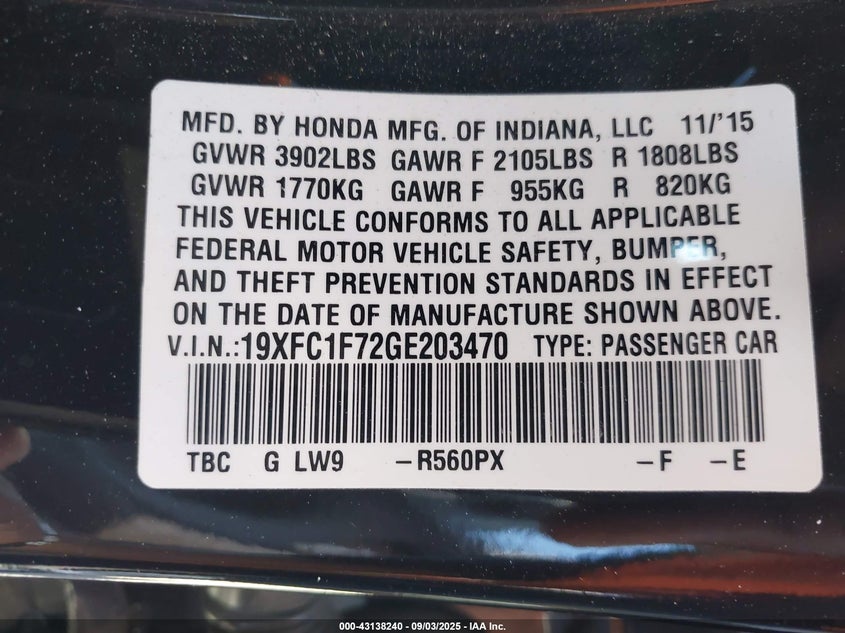 MFD. BY HONDA MFG. OF INDIANA, LLC 11/'15
GVWR 3902LBS GAWR F 2105LBS R 1808LBS
GVWR 1770KG GAWR F 955KG R 820KG
THIS VEHICLE CONFORMS TO ALL APPLICABLE
FEDERAL MOTOR VEHICLE SAFETY, BUMPER,
AND THEFT PREVENTION STANDARDS IN EFFECT
ON THE DATE OF MANUFACTURE SHOWN ABOVE.
V.I.N.:19XFC1F72GE203470 TYPE: PASSENGER CAR
TBC G LW9 –R560PX –F –E
000-43138240 - 09/03/2025 - IAA Inc.